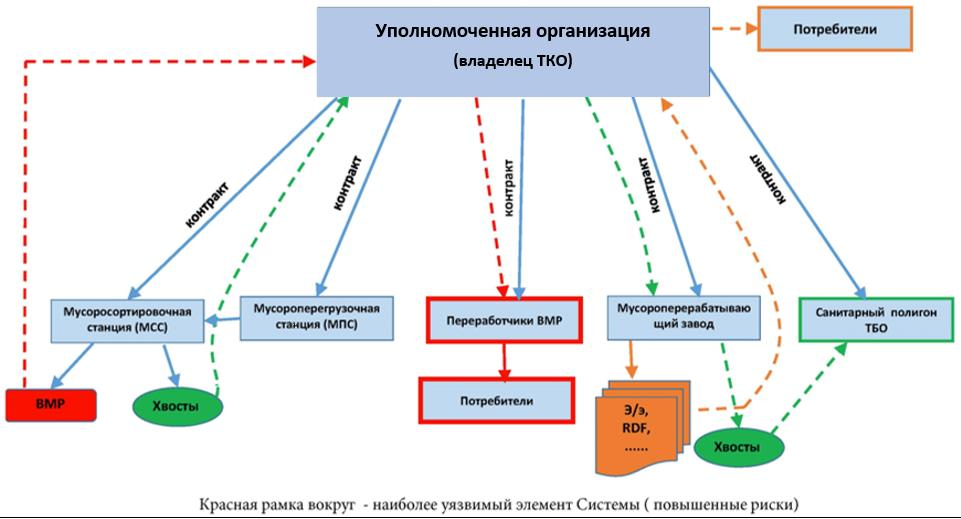 Уполномоченная организация
(владелец ТКО)
Потребители
контракт
контракт
контракт
контракт
контракт
Мусоросортировочная
станция (МСС)
Мусороперегрузочная
станция (МПС)
Переработчики ВМР
Мусороперерабатываю
щий завод
Санитарный полигон
ТБО
ВМР
Хвосты
Потребители
Э/э,
RDF,
......
Хвосты
Красная рамка вокруг - наиболее уязвимый элемент Системы ( повышенные риски)